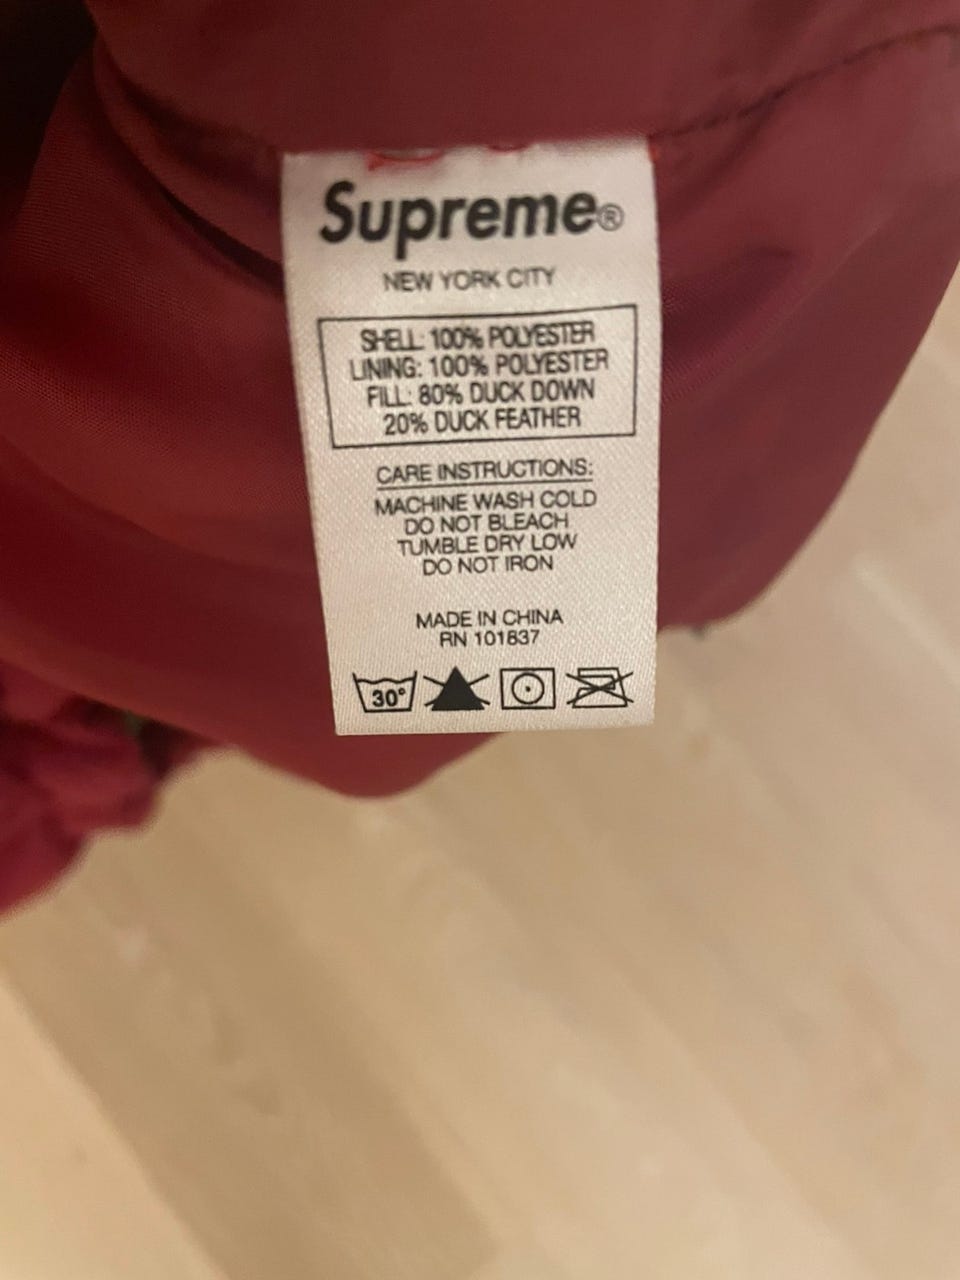 Supreme®
NEW YORK CITY
SHELL: 100% POLYESTER
LINING: 100% POLYESTER
FILL: 80% DUCK DOWN
20% DUCK FEATHER
CARE INSTRUCTIONS:
MACHINE WASH COLD
DO NOT BLEACH
TUMBLE DRY LOW
DO NOT IRON
MADE IN CHINA
RN 101837
30°